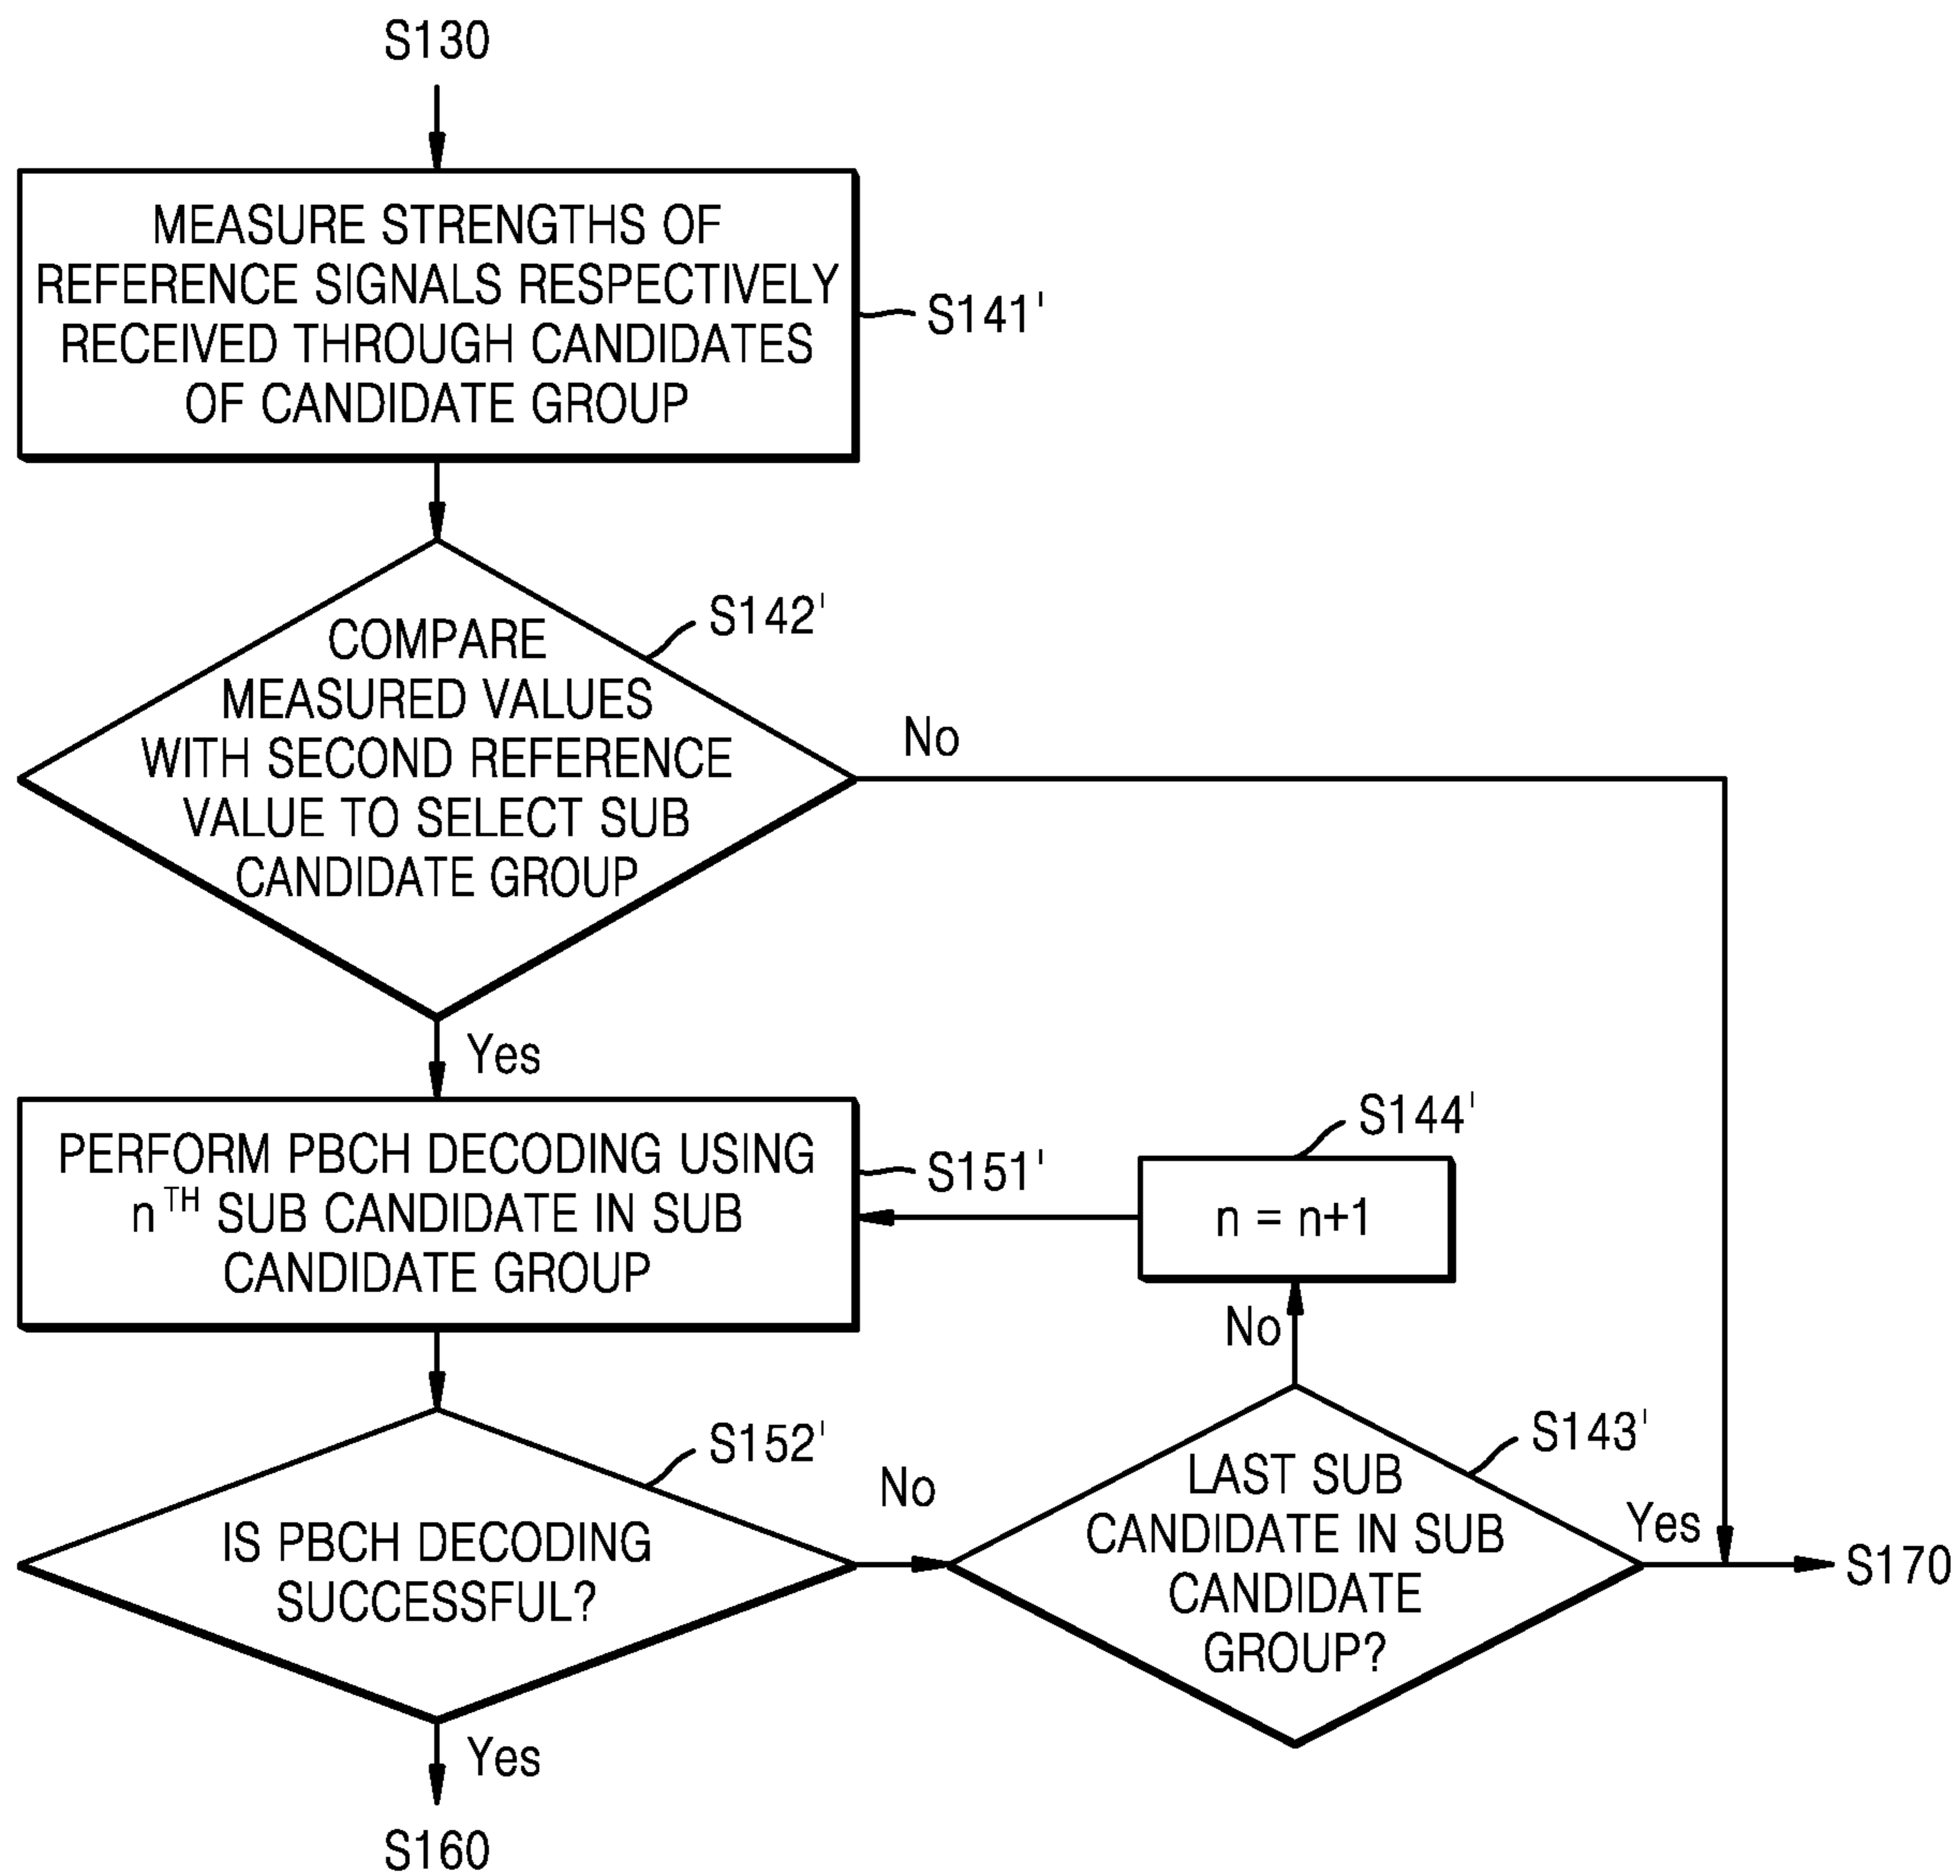 S130
MEASURE STRENGTHS OF
REFERENCE SIGNALS RESPECTIVELY
RECEIVED THROUGH CANDIDATES
OF CANDIDATE GROUP
S141'
COMPARE
MEASURED VALUES
WITH SECOND REFERENCE
VALUE TO SELECT SUB
CANDIDATE GROUP
S142'
No
Yes
PERFORM PBCH DECODING USING
nTH SUB CANDIDATE IN SUB
CANDIDATE GROUP
S151'
S144'
n = n+1
No
IS PBCH DECODING
SUCCESSFUL?
S152'
No
LAST SUB
CANDIDATE IN SUB
CANDIDATE
GROUP?
S143'
Yes
S170
Yes
S160